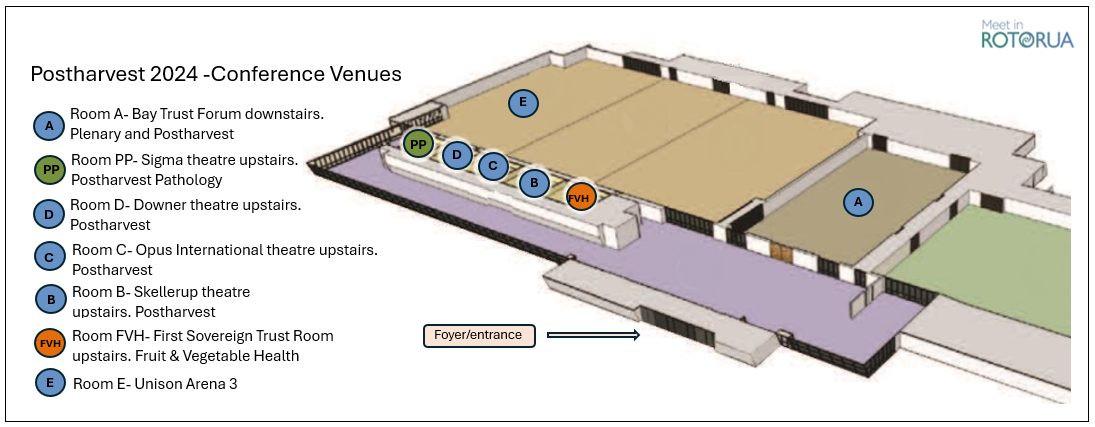 Meet in
ROTORUA
Postharvest 2024 -Conference Venues
A Room A- Bay Trust Forum downstairs.
Plenary and Postharvest
PP Room PP- Sigma theatre upstairs.
Postharvest Pathology
D Room D- Downer theatre upstairs.
Postharvest
C Room C- Opus International theatre upstairs.
Postharvest
B Room B- Skellerup theatre
upstairs. Postharvest
FVH Room FVH- First Sovereign Trust Room
upstairs. Fruit & Vegetable Health
E Room E- Unison Arena 3
E
PP
D
C
B
FVH
A
Foyer/entrance